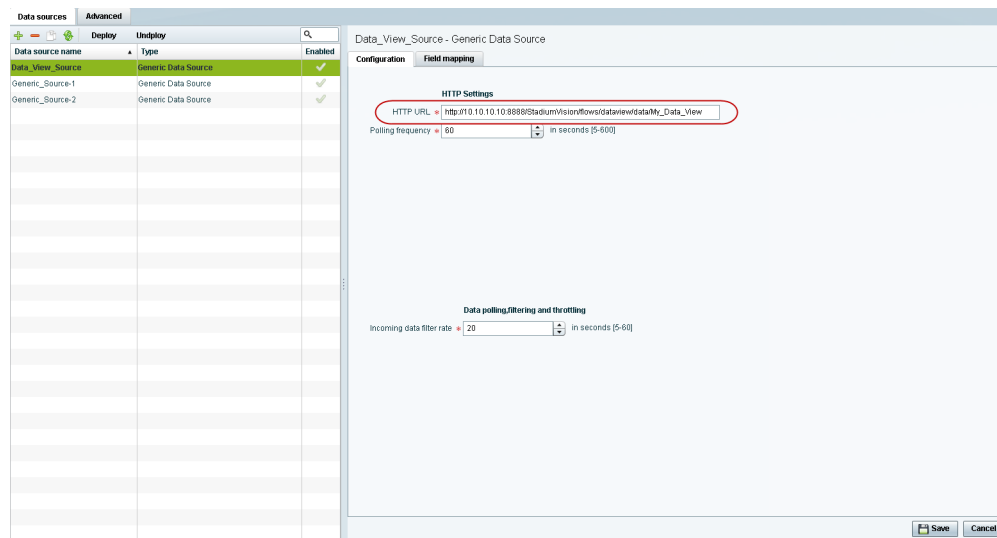 Data sources Advanced
Deploy Undploy
Data source name Type Enabled
Data_View_Source Generic Data Source
Generic_Source-1 Generic Data Source
Generic_Source-2 Generic Data Source
Data_View_Source - Generic Data Source
Configuration Field mapping
HTTP Settings
HTTP URL * http://10.10.10.10:8888/StadiumVision/flows/dataview/data/My_Data_View
Polling frequency * 60 in seconds [5-600]
Data polling,filtering and throttling
Incoming data filter rate * 20 in seconds [5-60]
Save Cancel